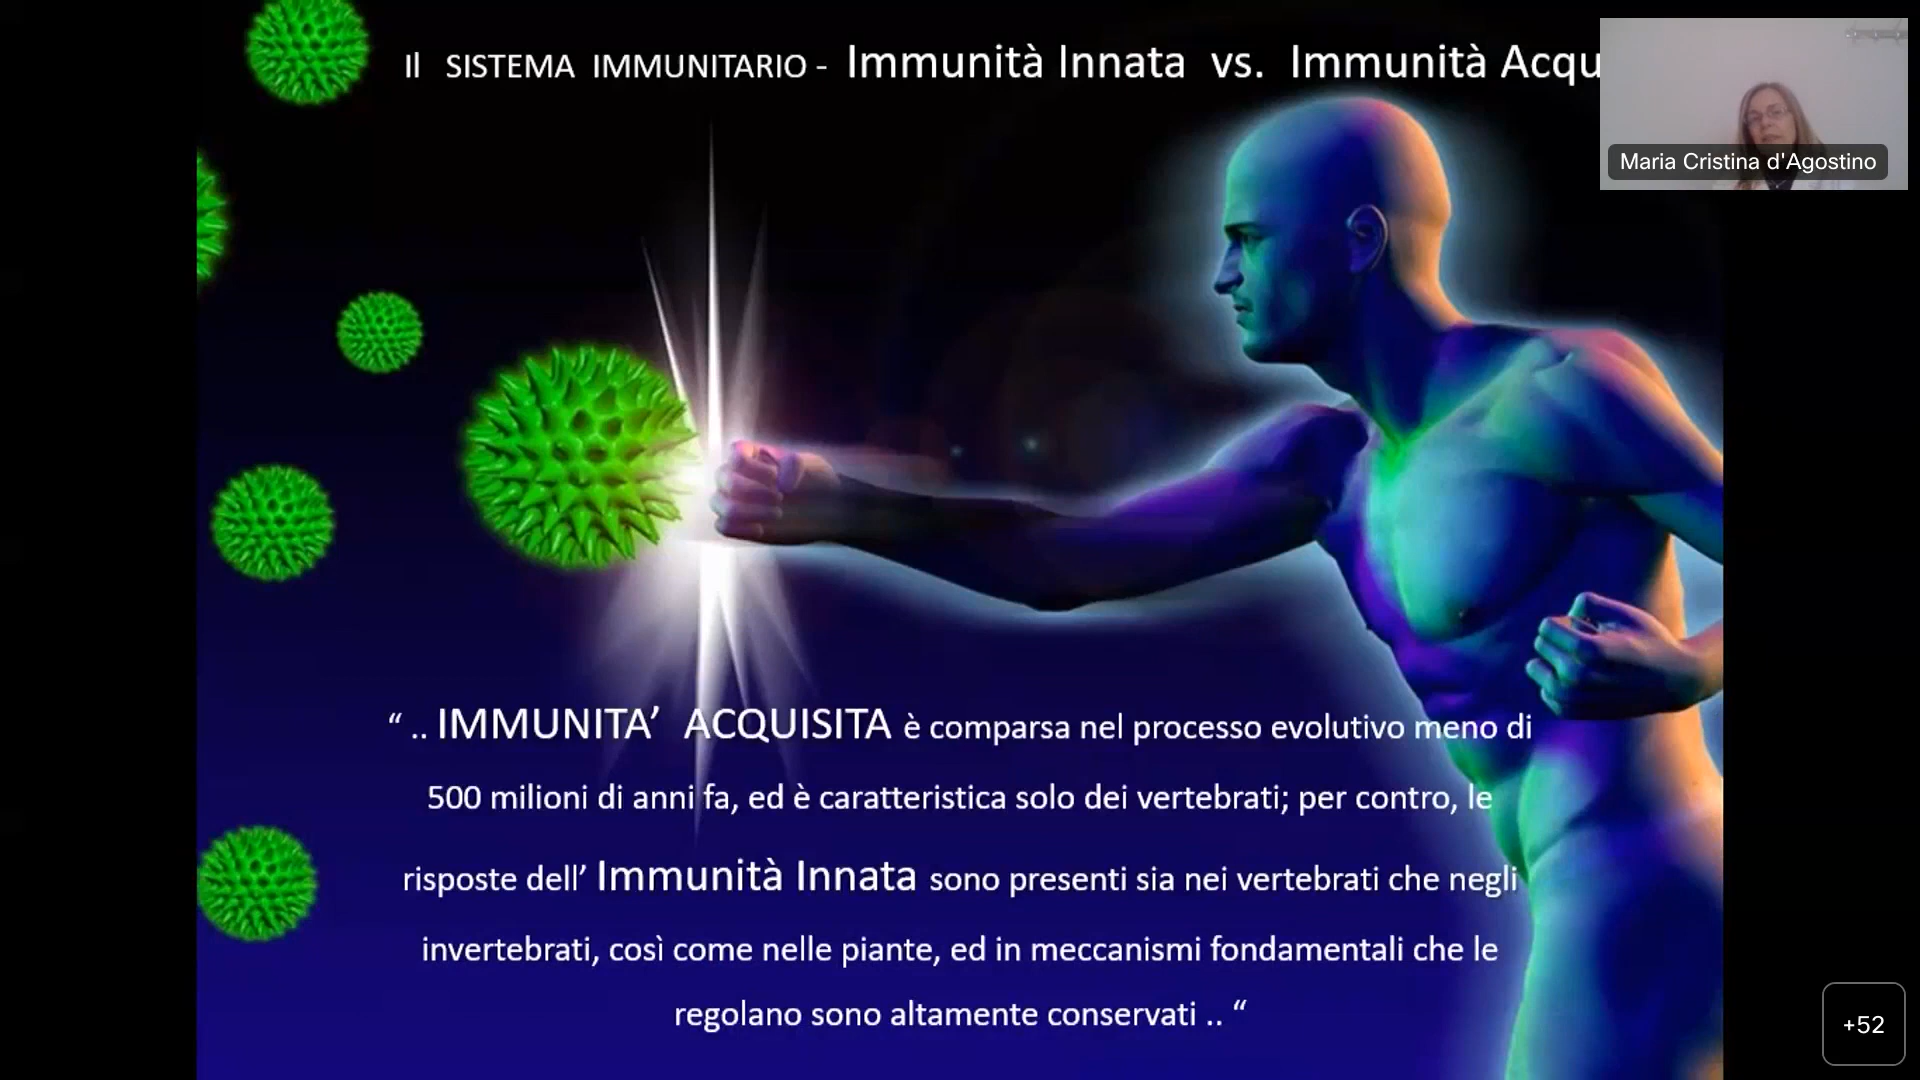 Il SISTEMA IMMUNITARIO - Immunità Innata vs. Immunità Acqu
Maria Cristina d'Agostino
“ .. IMMUNITA’ ACQUISITA è comparsa nel processo evolutivo meno di
500 milioni di anni fa, ed è caratteristica solo dei vertebrati; per contro, le
risposte dell’ Immunità Innata sono presenti sia nei vertebrati che negli
invertebrati, così come nelle piante, ed in meccanismi fondamentali che le
regolano sono altamente conservati .. “
+52